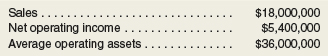 Sales . . . . . . . . . . . . . . . . . . . . . . . . . . . . . $18,000,000
Net operating income . . . . . . . . . . . . . . . $5,400,000
Average operating assets . . . . . . . . . . . . $36,000,000